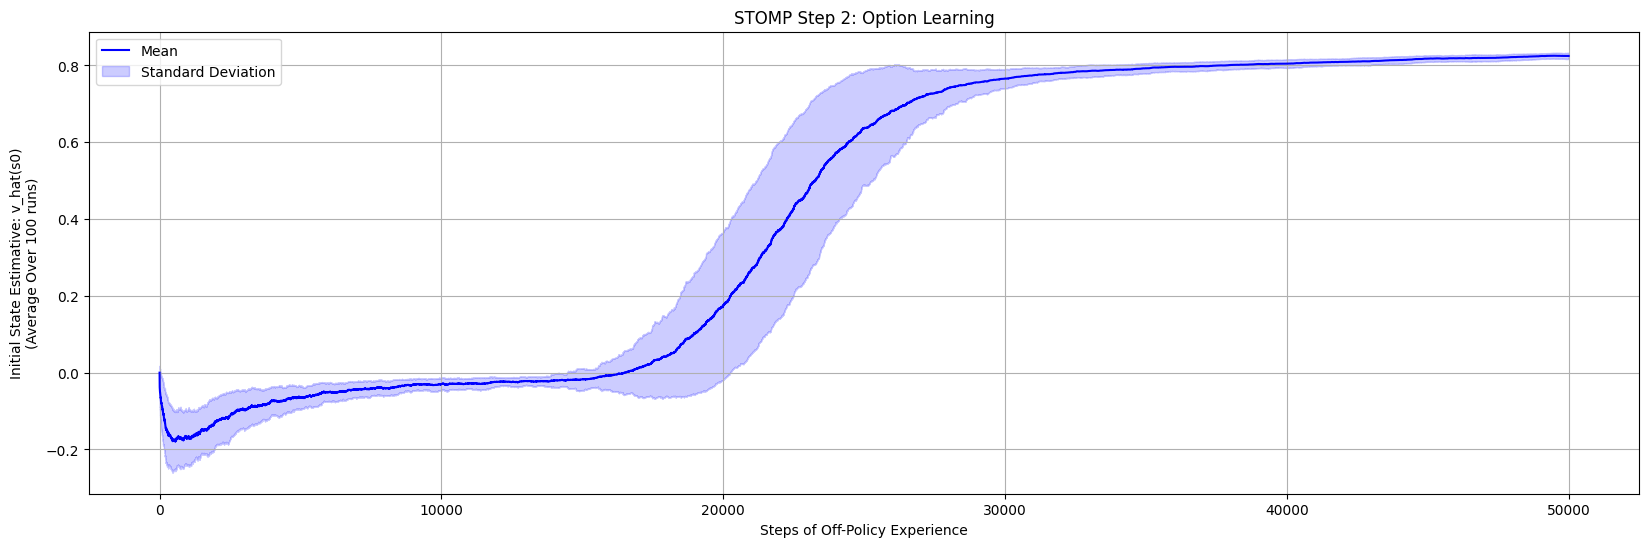 STOMP Step 2: Option Learning
Mean
Standard Deviation
Initial State Estimative: v_hat(s0)
(Average Over 100 runs)
0.8
0.6
0.4
0.2
0.0
−0.2
0
10000
20000
30000
40000
50000
Steps of Off-Policy Experience